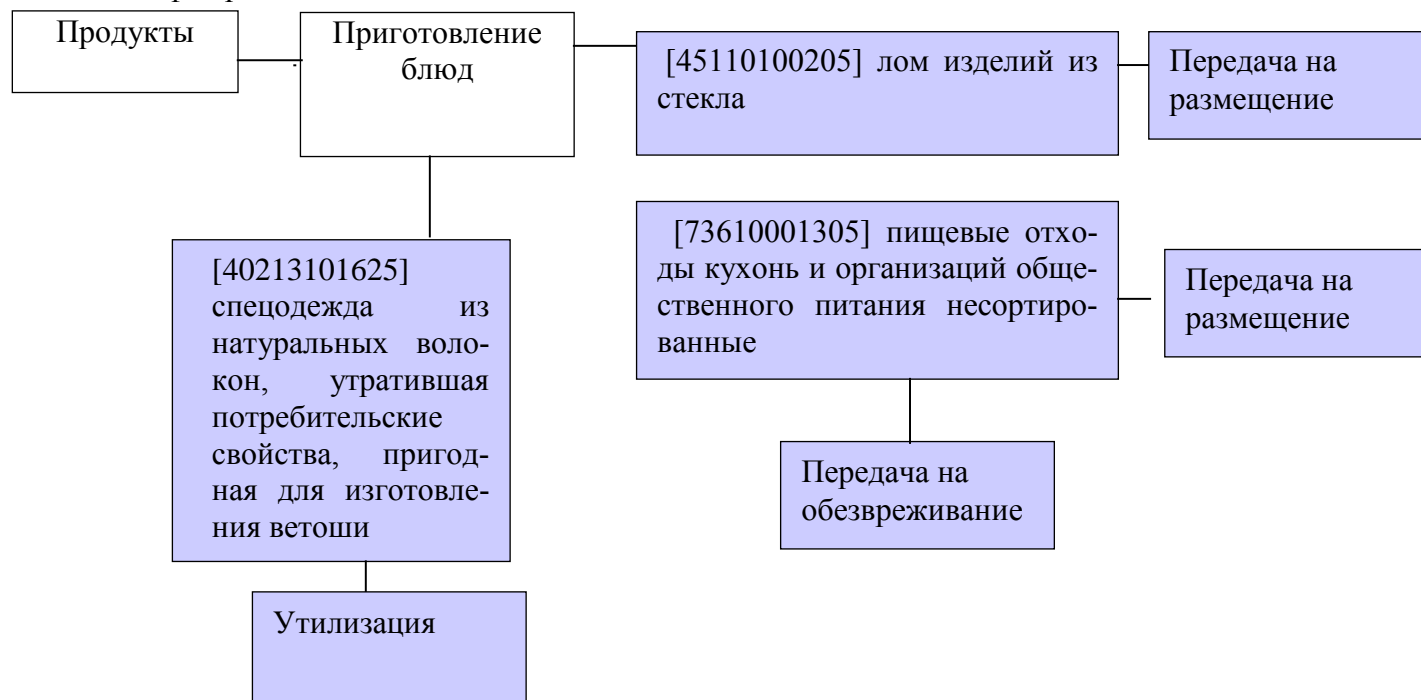 Продукты
Приготовление
блюд
[45110100205] лом изделий из
стекла
Передача на
размещение
[73610001305] пищевые отхо-
ды кухонь и организаций обще-
ственного питания несортиро-
ванные
Передача на
размещение
[40213101625]
спецодежда из
натуральных воло-
кон, утратившая
потребительские
свойства, пригод-
ная для изготовле-
ния ветоши
Передача на
обезвреживание
Утилизация